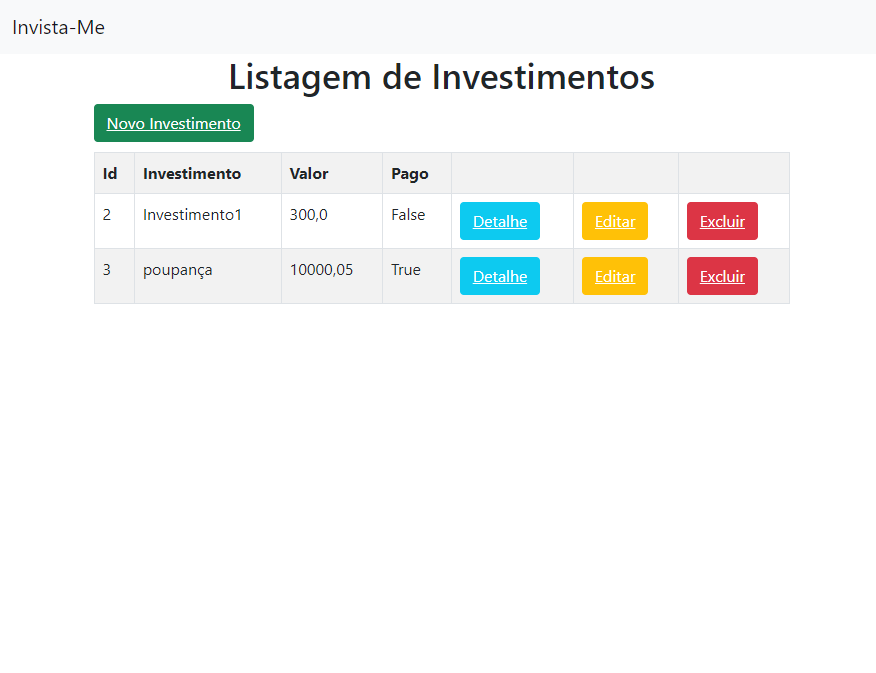 Invista-Me
Listagem de Investimentos
Novo Investimento
Id Investimento Valor Pago
2 Investimento1 300,0 False Detalhe Editar Excluir
3 poupança 10000,05 True Detalhe Editar Excluir